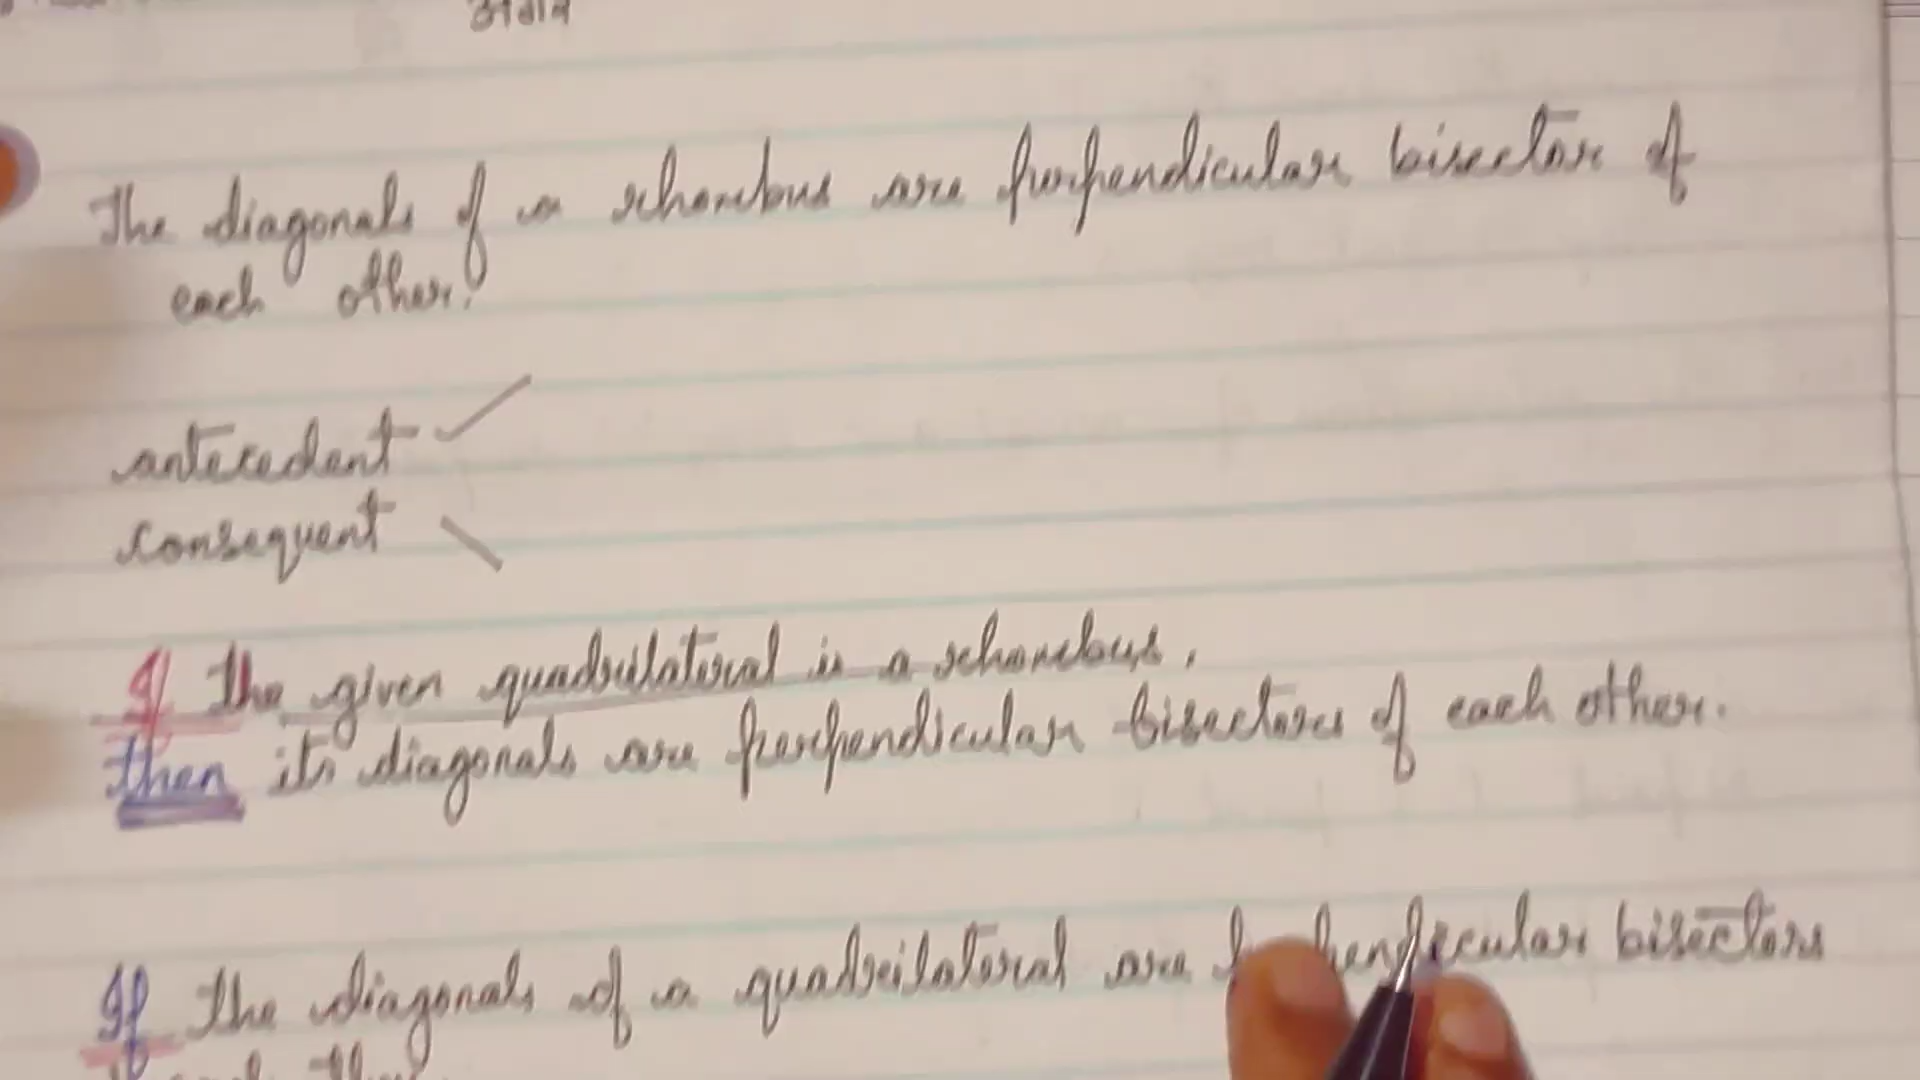 The diagonals of a rhombus are perpendicular bisector of
each other.
antecedent
consequent
If the given quadrilateral is a rhombus,
then its diagonals are perpendicular bisectors of each other.
If the diagonals of a quadrilateral are perpendicular bisectors